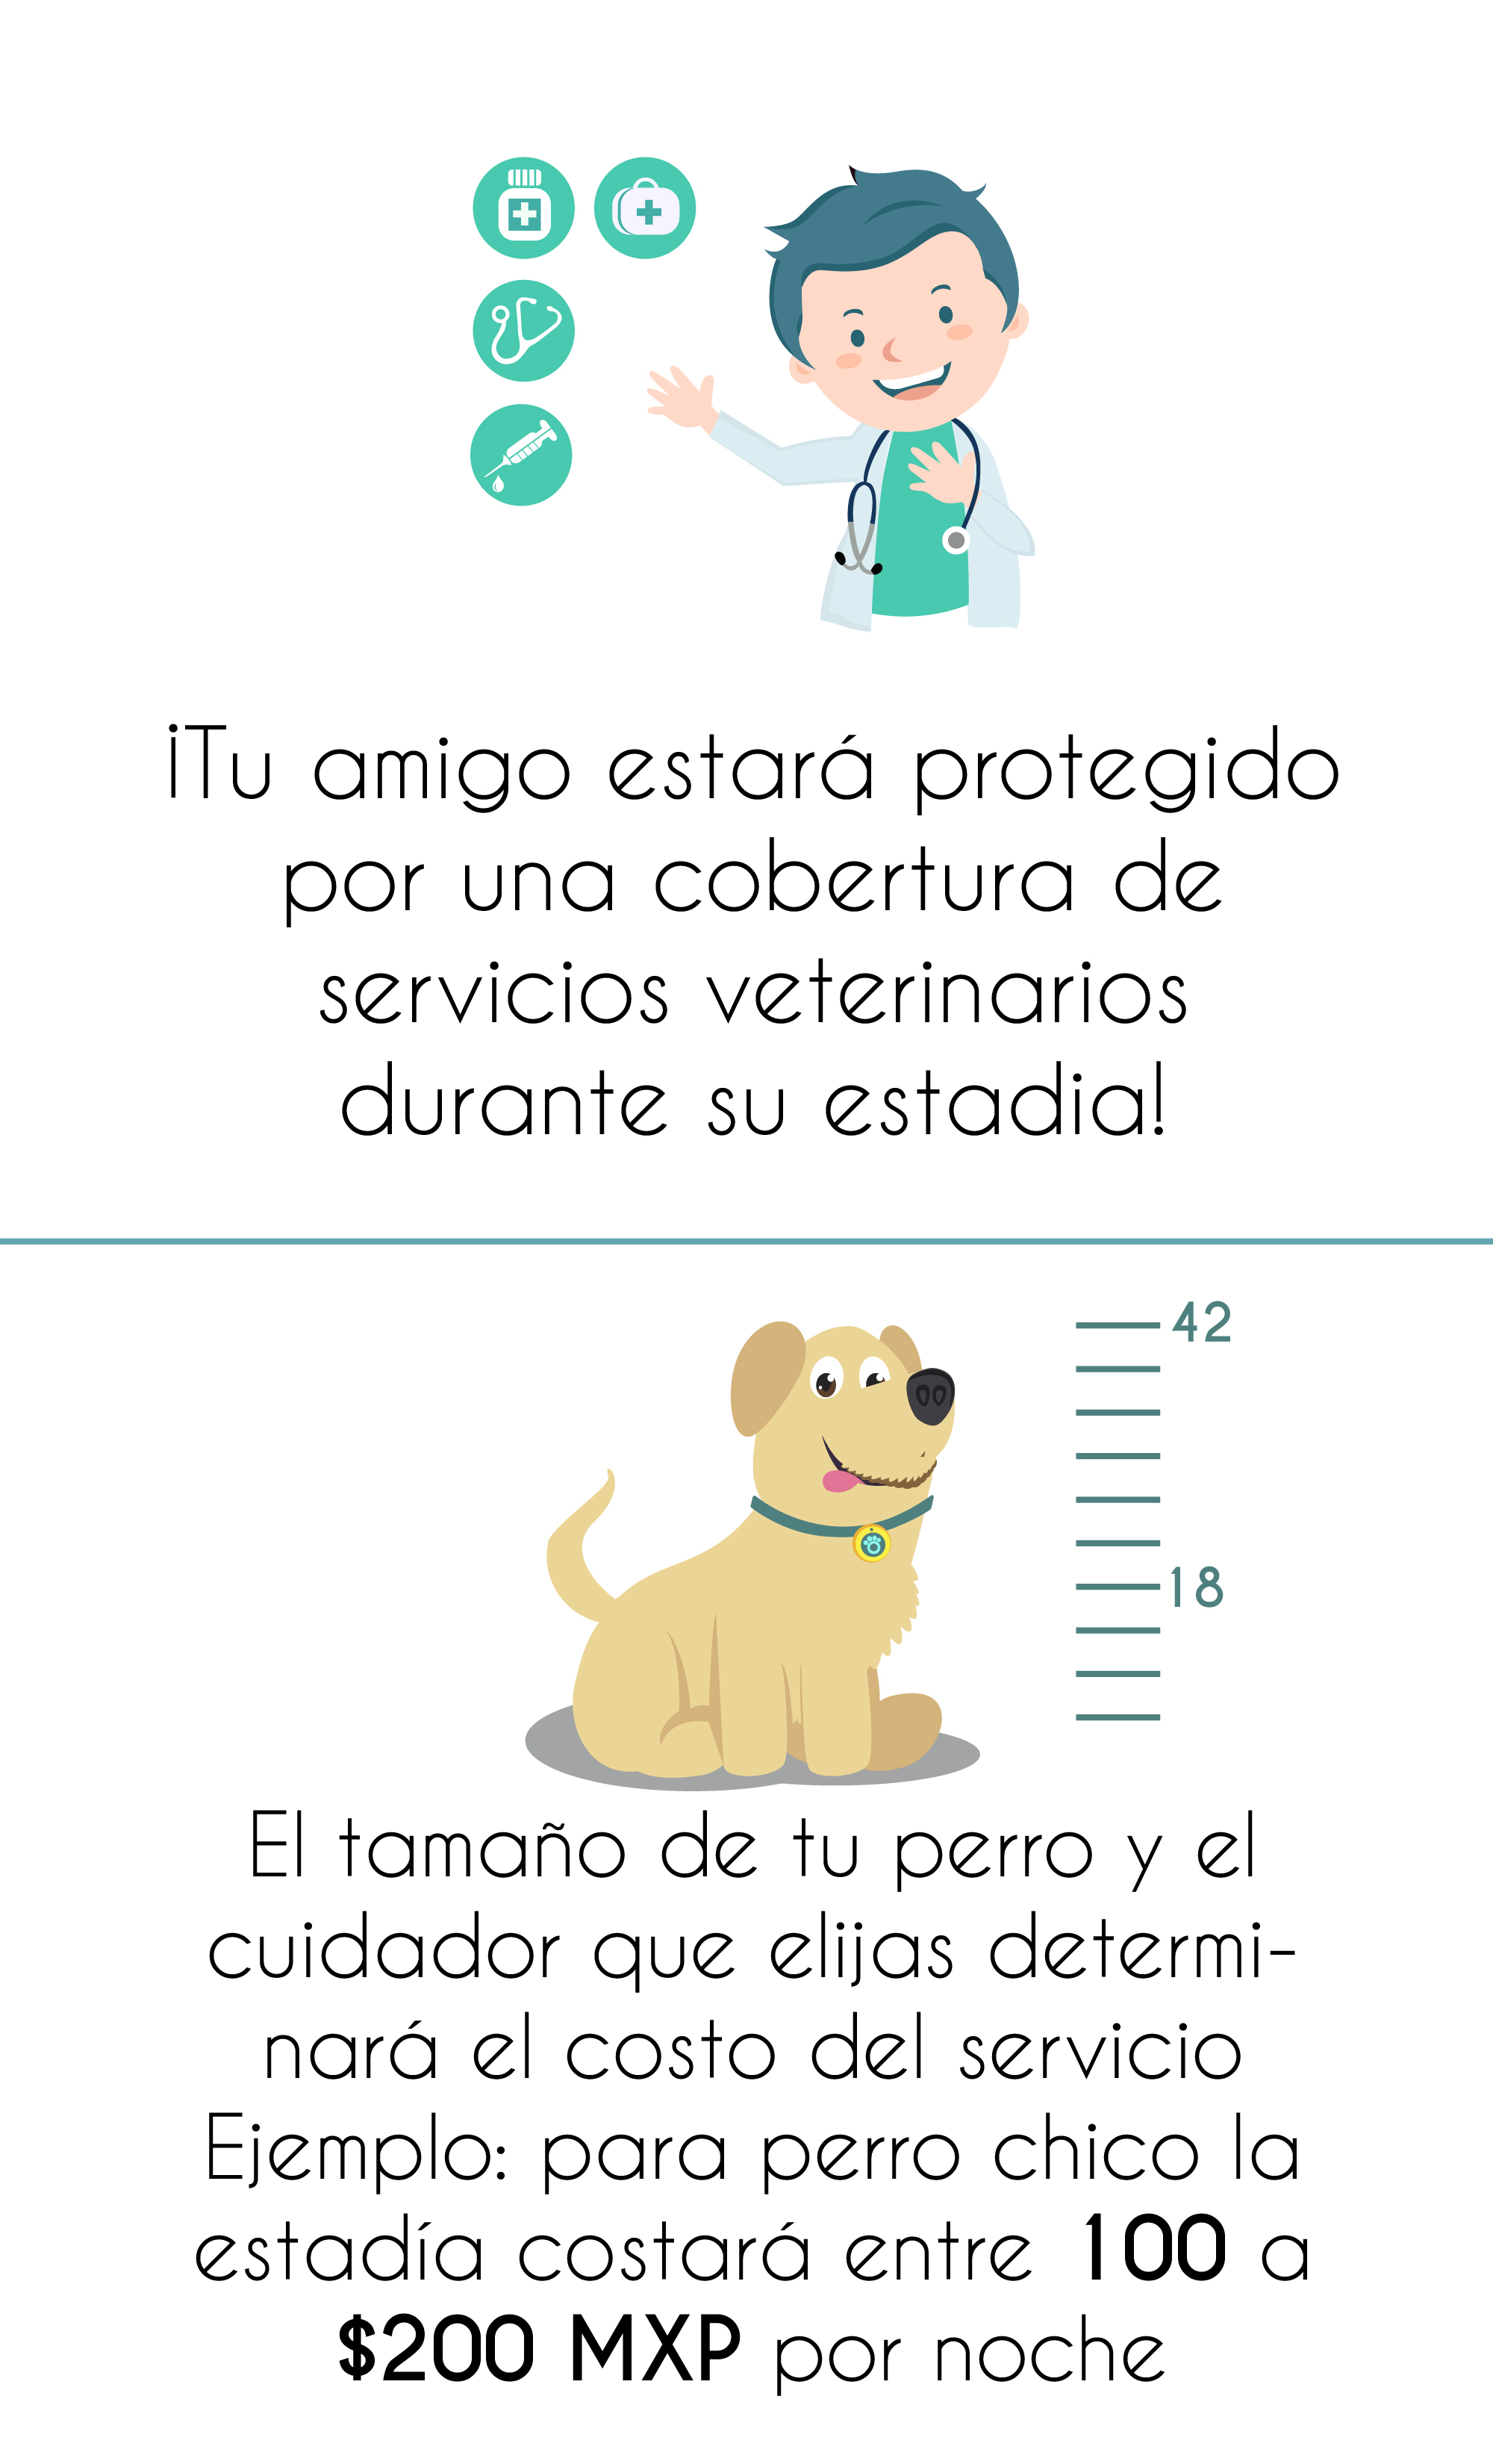 ¡Tu amigo estará protegido
por una cobertura de
servicios veterinarios
durante su estadia!
42
18
El tamaño de tu perro y el
cuidador que elijas determi-
nará el costo del servicio
Ejemplo: para perro chico la
estadía costará entre 100 a
$200 MXP por noche